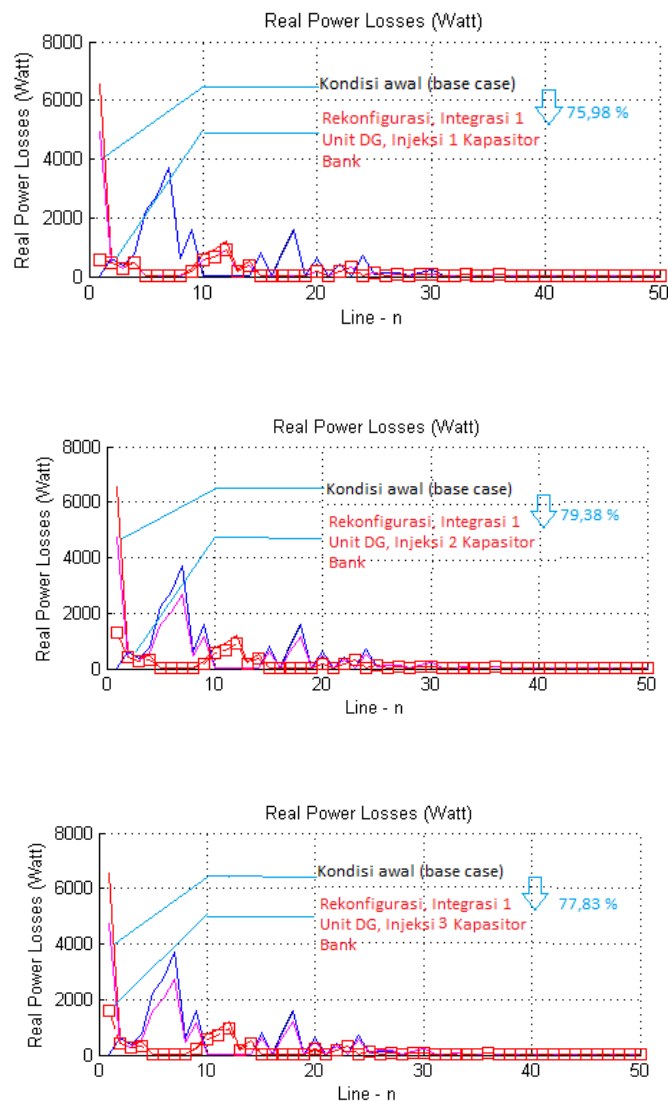 Real Power Losses (Watt)
Real Power Losses (Watt)
8000
6000
4000
2000
0
Kondisi awal (base case)
75,98 %
Rekonfigurasi, Integrasi 1
Unit DG, Injeksi 1 Kapasitor
Bank
0 10 20 30 40 50
Line - n
Real Power Losses (Watt)
Real Power Losses (Watt)
8000
6000
4000
2000
0
Kondisi awal (base case)
79,38 %
Rekonfigurasi, Integrasi 1
Unit DG, Injeksi 2 Kapasitor
Bank
0 10 20 30 40 50
Line - n
Real Power Losses (Watt)
Real Power Losses (Watt)
8000
6000
4000
2000
0
Kondisi awal (base case)
77,83 %
Rekonfigurasi, Integrasi 1
Unit DG, Injeksi 3 Kapasitor
Bank
0 10 20 30 40 50
Line - n